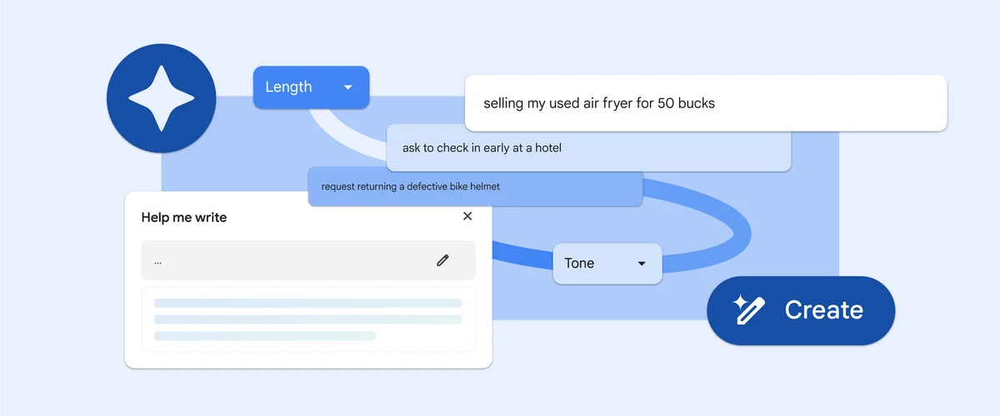 Length
selling my used air fryer for 50 bucks
ask to check in early at a hotel
request returning a defective bike helmet
Help me write
...
Tone
Create